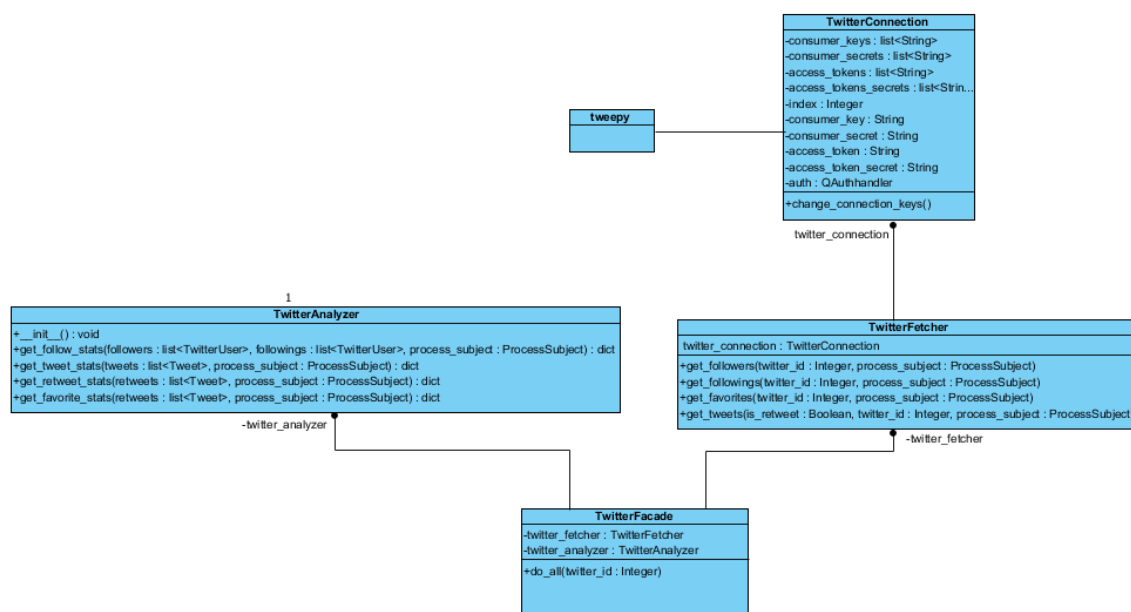 TwitterConnection
-consumer_keys : list<String>
-consumer_secrets : list<String>
-access_tokens : list<String>
-access_tokens_secrets : list<Strin...
-index : Integer
-consumer_key : String
-consumer_secret : String
-access_token : String
-access_token_secret : String
-auth : QAuthhandler
+change_connection_keys()
tweepy
twitter_connection
1
TwitterAnalyzer
+__init__() : void
+get_follow_stats(followers : list<TwitterUser>, followings : list<TwitterUser>, process_subject : ProcessSubject) : dict
+get_tweet_stats(tweets : list<Tweet>, process_subject : ProcessSubject) : dict
+get_retweet_stats(retweets : list<Tweet>, process_subject : ProcessSubject) : dict
+get_favorite_stats(retweets : list<Tweet>, process_subject : ProcessSubject) : dict
-twitter_analyzer
TwitterFetcher
twitter_connection : TwitterConnection
+get_followers(twitter_id : Integer, process_subject : ProcessSubject)
+get_followings(twitter_id : Integer, process_subject : ProcessSubject)
+get_favorites(twitter_id : Integer, process_subject : ProcessSubject)
+get_tweets(is_retweet : Boolean, twitter_id : Integer, process_subject : ProcessSubject
-twitter_fetcher
TwitterFacade
-twitter_fetcher : TwitterFetcher
-twitter_analyzer : TwitterAnalyzer
+do_all(twitter_id : Integer)